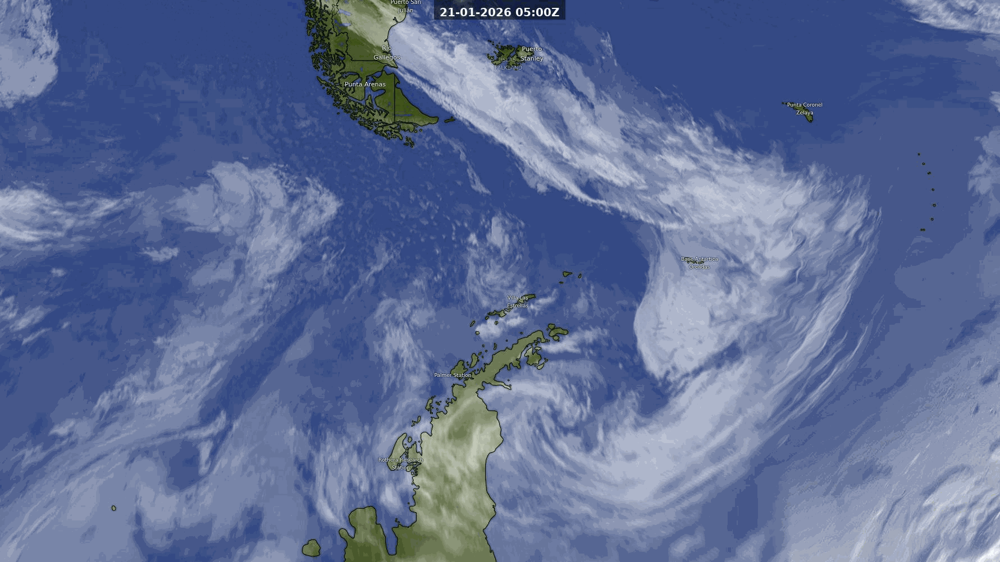 Puerto San
Julián
21-01-2026 05:00Z
Río
Gallegos
Puerto
Stanley
ISLAS
FALKLAND
Punta Arenas
Punta Coronel
Zelaya
Base Antartica
Orcadas
Villa Las
Estrellas
Palmer Station
Rothera Research
Station